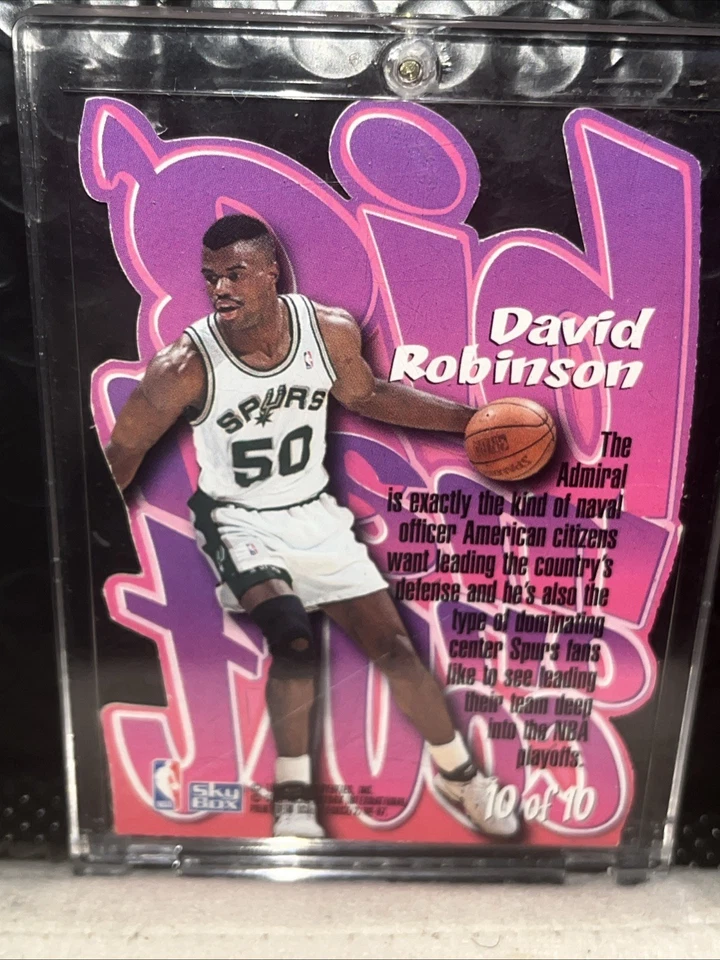 David
Robinson
The
Admiral
is exactly the kind of naval
officer American citizens
want leading the country's
defense and he's also the
type of dominating
center Spurs fans
like to see leading
their team deep
into the NBA
playoffs.
SPURS
50
SKY
BOX
10 of 10